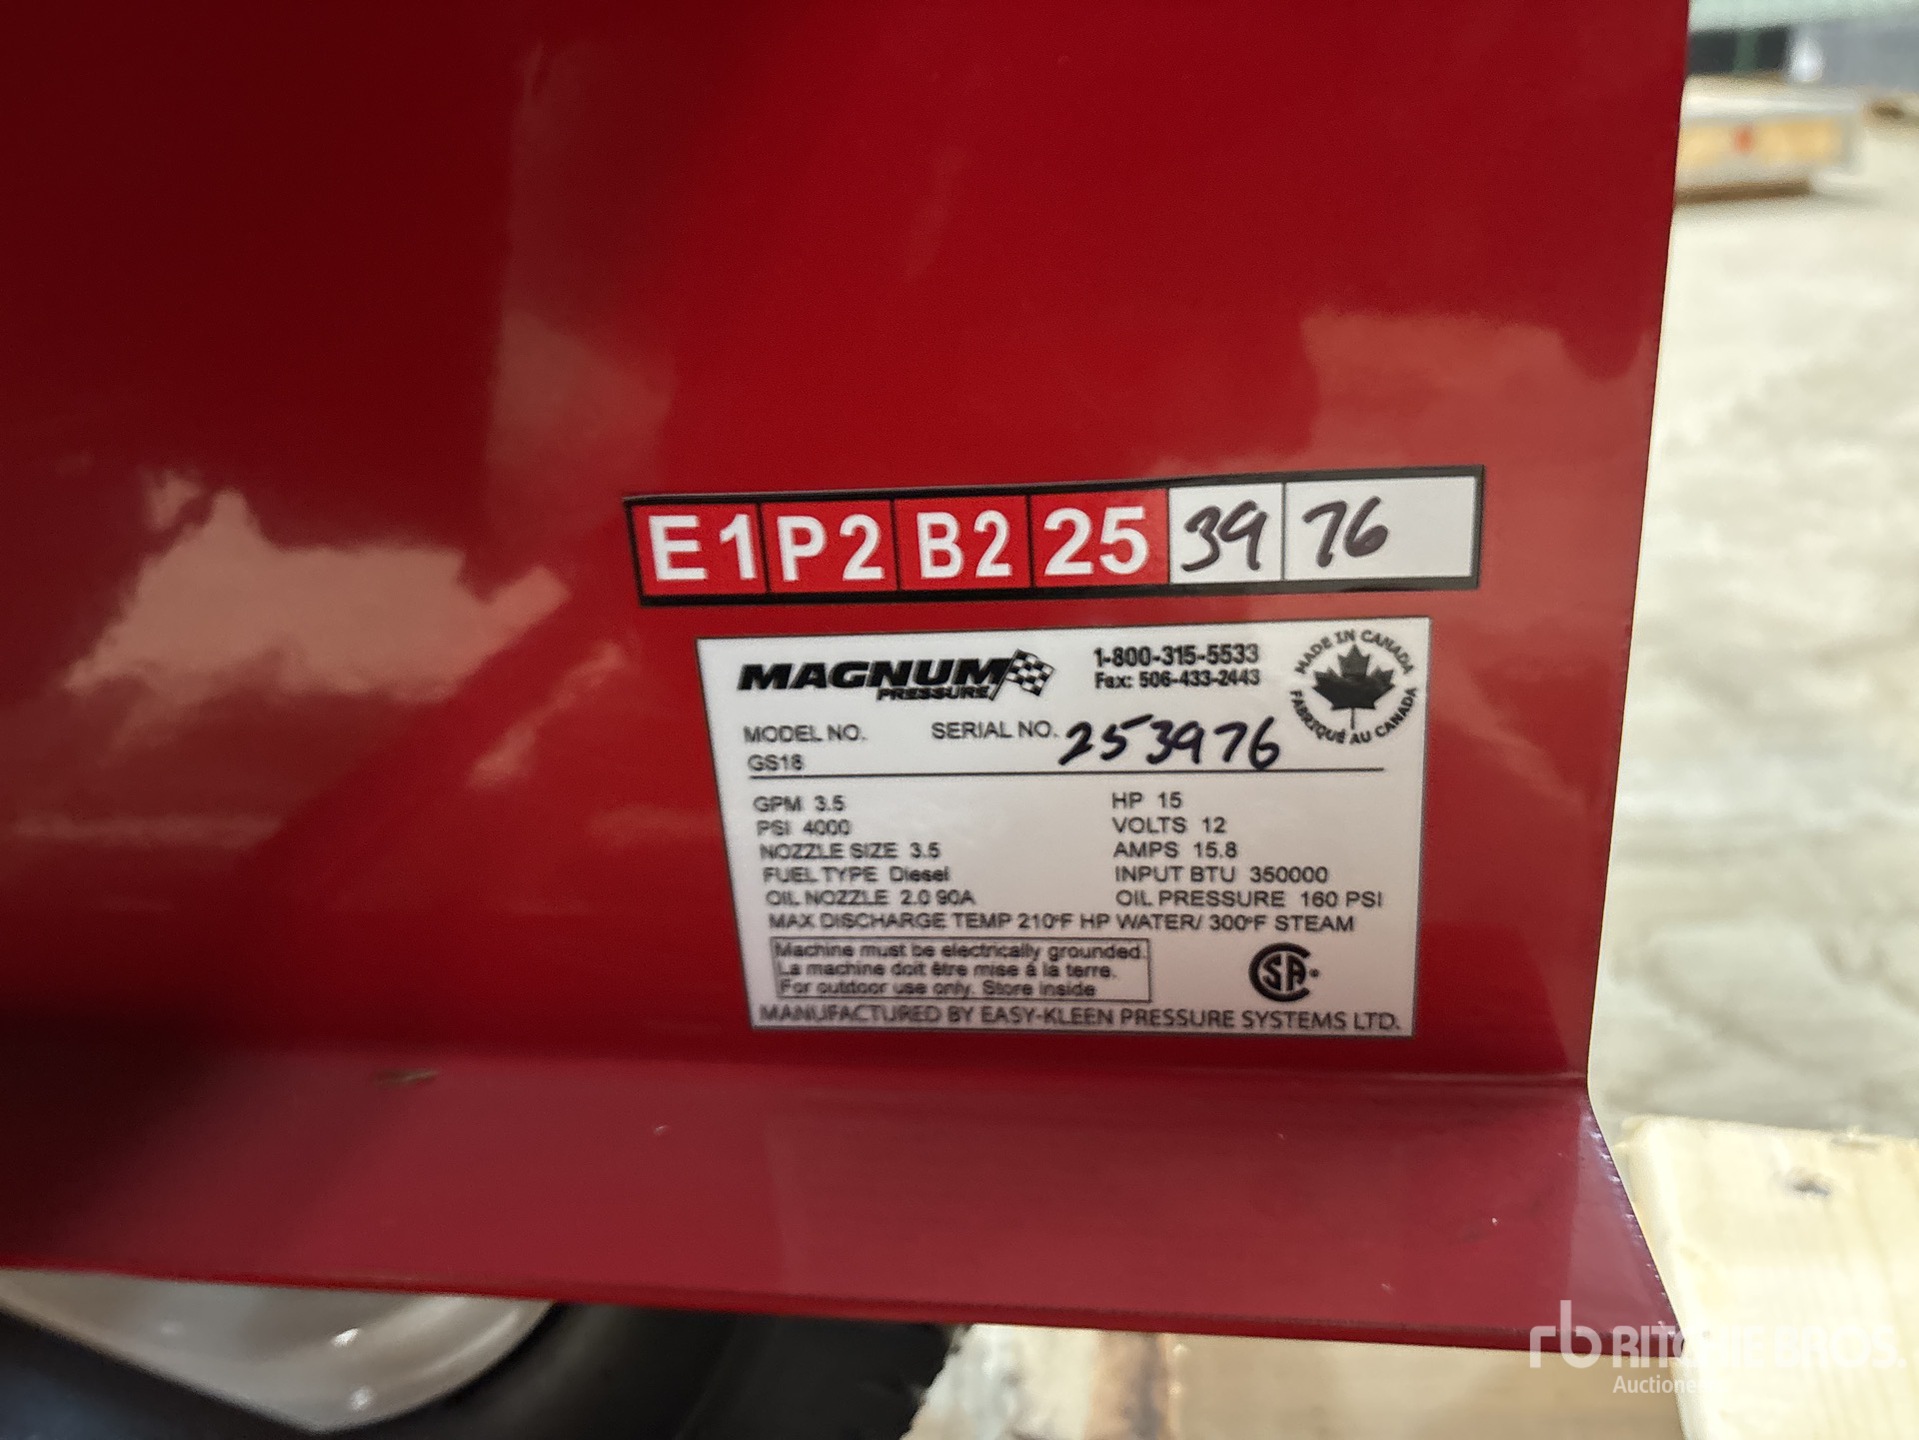 E1 P2 B2 25 39 76
MAGNUM
PRESSURE
1-800-315-5533
Fax: 506-433-2443
MADE IN CANADA
FABRIQUÉ AU CANADA
MODEL NO. SERIAL NO. 253976
GS18
GPM 3.5 HP 15
PSI 4000 VOLTS 12
NOZZLE SIZE 3.5 AMPS 15.8
FUEL TYPE Diesel INPUT BTU 350000
OIL NOZZLE 2.0 90A OIL PRESSURE 160 PSI
MAX DISCHARGE TEMP 210°F HP WATER/ 300°F STEAM
Machine must be electrically grounded.
La machine doit être mise à la terre.
For outdoor use only. Store inside
CSA
MANUFACTURED BY EASY-KLEEN PRESSURE SYSTEMS LTD.
rb RITCHIE BROS.
Auctioneers